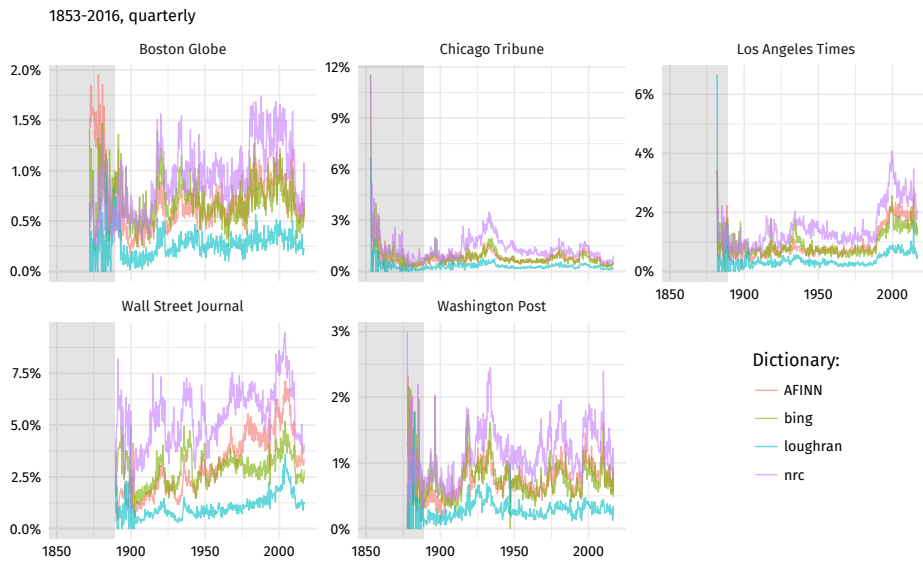 1853-2016, quarterly
Boston Globe
Chicago Tribune
Los Angeles Times
2.0%
1.5%
1.0%
0.5%
0.0%
12%
9%
6%
3%
0%
6%
4%
2%
0%
1850 1900 1950 2000
Wall Street Journal
Washington Post
7.5%
5.0%
2.5%
0.0%
1850 1900 1950 2000
3%
2%
1%
0%
1850 1900 1950 2000
Dictionary:
AFINN
bing
loughran
nrc